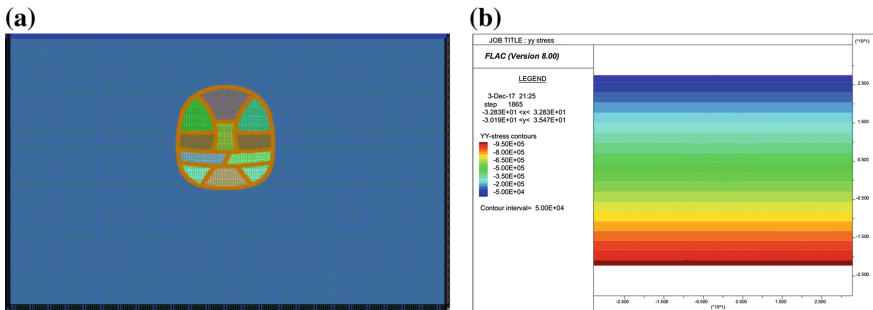 (a)
(b)
JOB TITLE : yy stress
(*10^1)
FLAC (Version 8.00)
LEGEND
3-Dec-17 21:25
step 1865
-3.283E+01 <x< 3.283E+01
-3.019E+01 <y< 3.547E+01
YY-stress contours
-9.50E+05
-8.00E+05
-6.50E+05
-5.00E+05
-3.50E+05
-2.00E+05
-5.00E+04
Contour interval= 5.00E+04
2.500
1.500
0.500
-0.500
-1.500
-2.500
-2.500
-1.500
-0.500
0.500
1.500
2.500
(*10^1)